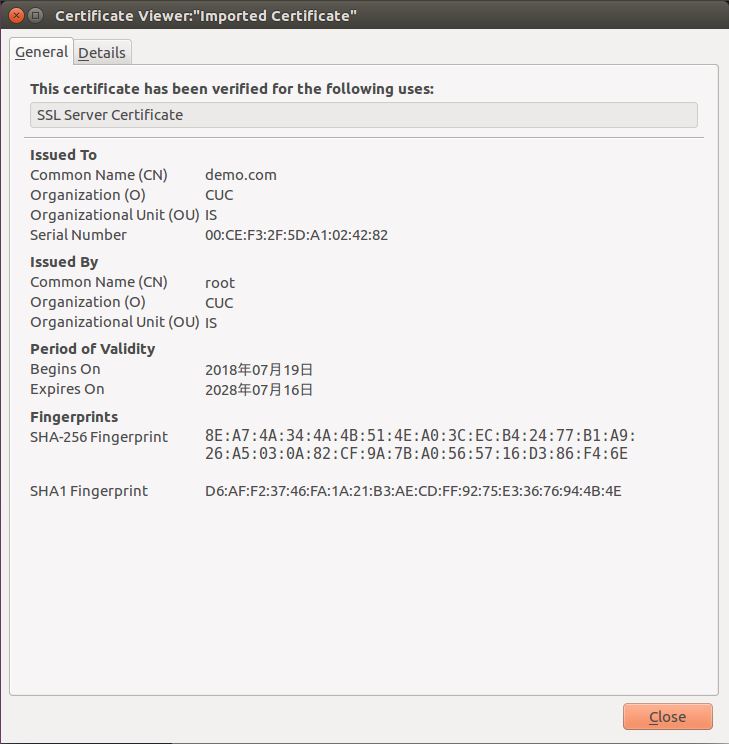 Certificate Viewer:"Imported Certificate"
General Details
This certificate has been verified for the following uses:
SSL Server Certificate
Issued To
Common Name (CN) demo.com
Organization (O) CUC
Organizational Unit (OU) IS
Serial Number 00:CE:F3:2F:5D:A1:02:42:82
Issued By
Common Name (CN) root
Organization (O) CUC
Organizational Unit (OU) IS
Period of Validity
Begins On 2018年07月19日
Expires On 2028年07月16日
Fingerprints
SHA-256 Fingerprint 8E:A7:4A:34:4A:4B:51:4E:A0:3C:EC:B4:24:77:B1:A9:
26:A5:03:0A:82:CF:9A:7B:A0:56:57:16:D3:86:F4:6E
SHA1 Fingerprint D6:AF:F2:37:46:FA:1A:21:B3:AE:CD:FF:92:75:E3:36:76:94:4B:4E
Close